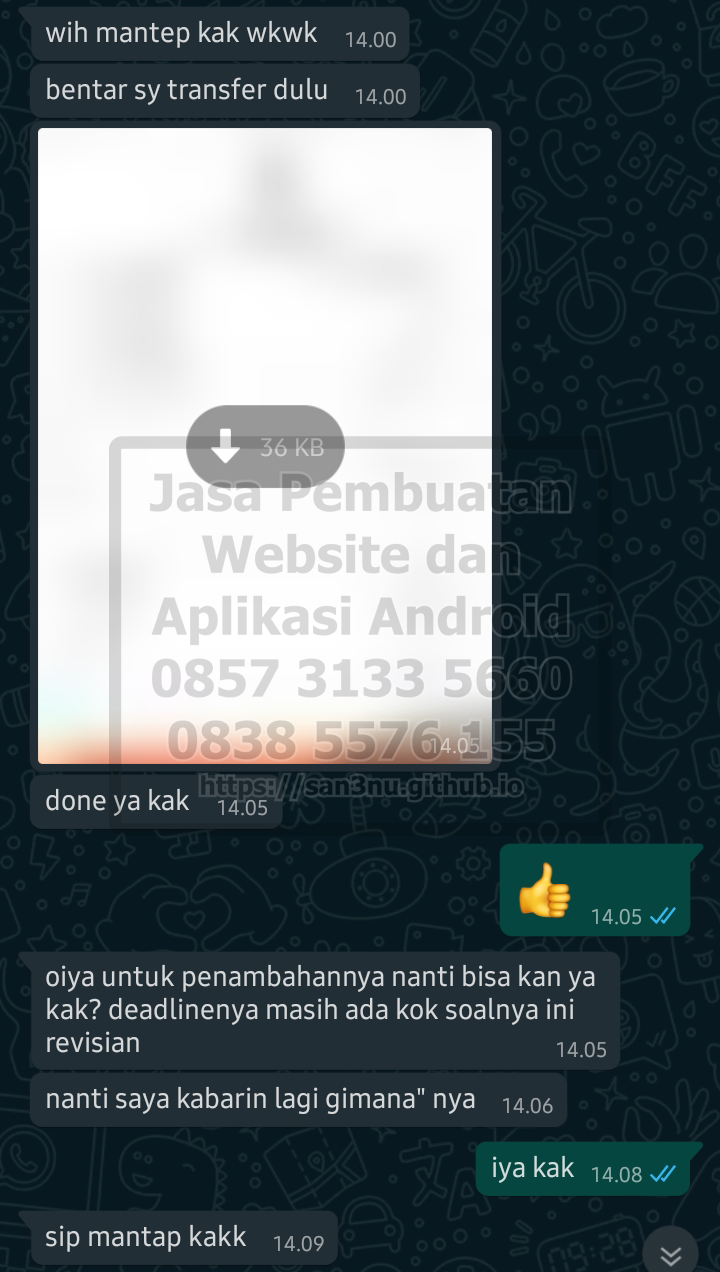 wih mantep kak wkwk 14.00
bentar sy transfer dulu 14.00
36 KB
Jasa Pembuatan
Website dan
Aplikasi Android
0857 3133 5660
0838 5576 155
14.05
https://san3nu.github.io
done ya kak 14.05
👍 14.05
oiya untuk penambahannya nanti bisa kan ya
kak? deadlinenya masih ada kok soalnya ini
revisian
14.05
nanti saya kabarin lagi gimana" nya 14.06
iya kak 14.08
sip mantap kakk 14.09
BFF
09:28